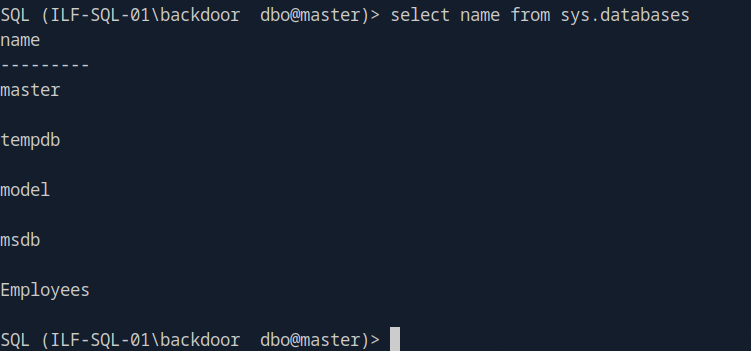 SQL (ILF-SQL-01\backdoor  dbo@master)> select name from sys.databases
name
---------
master
tempdb
model
msdb
Employees
SQL (ILF-SQL-01\backdoor  dbo@master)>